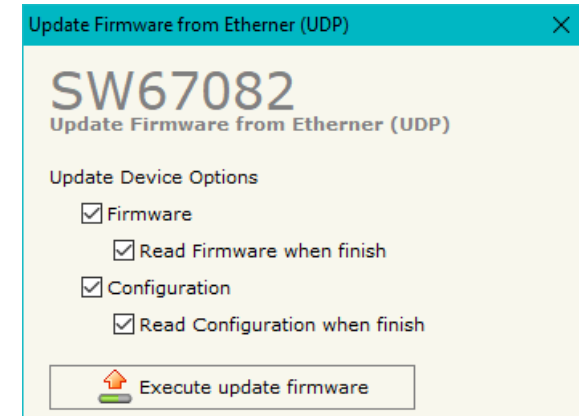 Update Firmware from Etherner (UDP)
SW67082
Update Firmware from Etherner (UDP)
Update Device Options
Firmware
Read Firmware when finish
Configuration
Read Configuration when finish
Execute update firmware